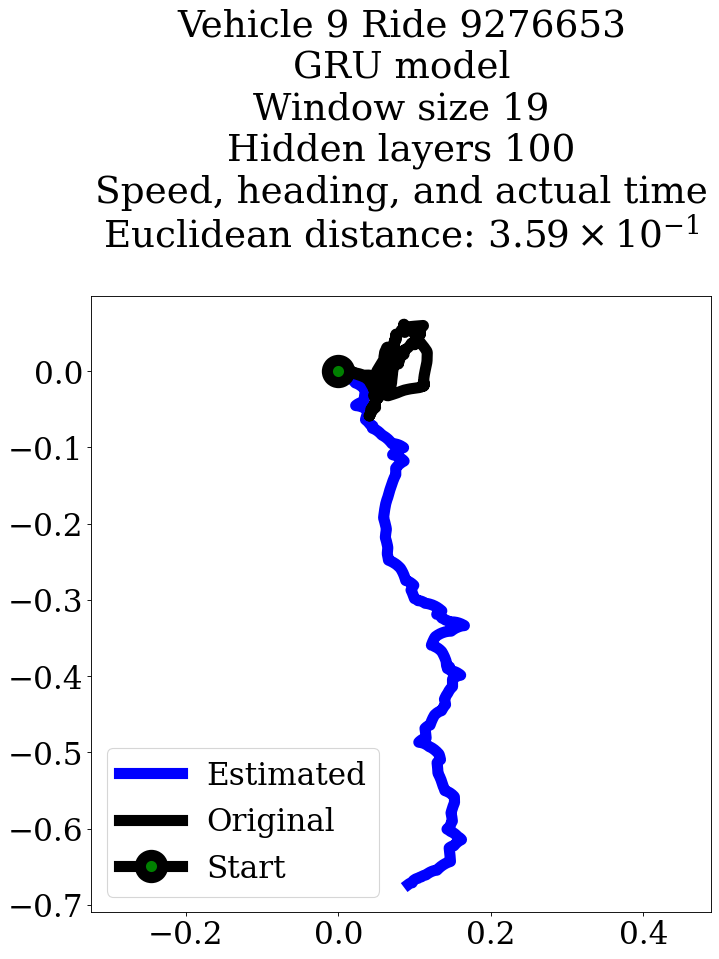 Vehicle 9 Ride 9276653
GRU model
Window size 19
Hidden layers 100
Speed, heading, and actual time
Euclidean distance: 3.59 × 10⁻¹
0.0
−0.1
−0.2
−0.3
−0.4
−0.5
−0.6
−0.7
Estimated
Original
Start
−0.2 0.0 0.2 0.4